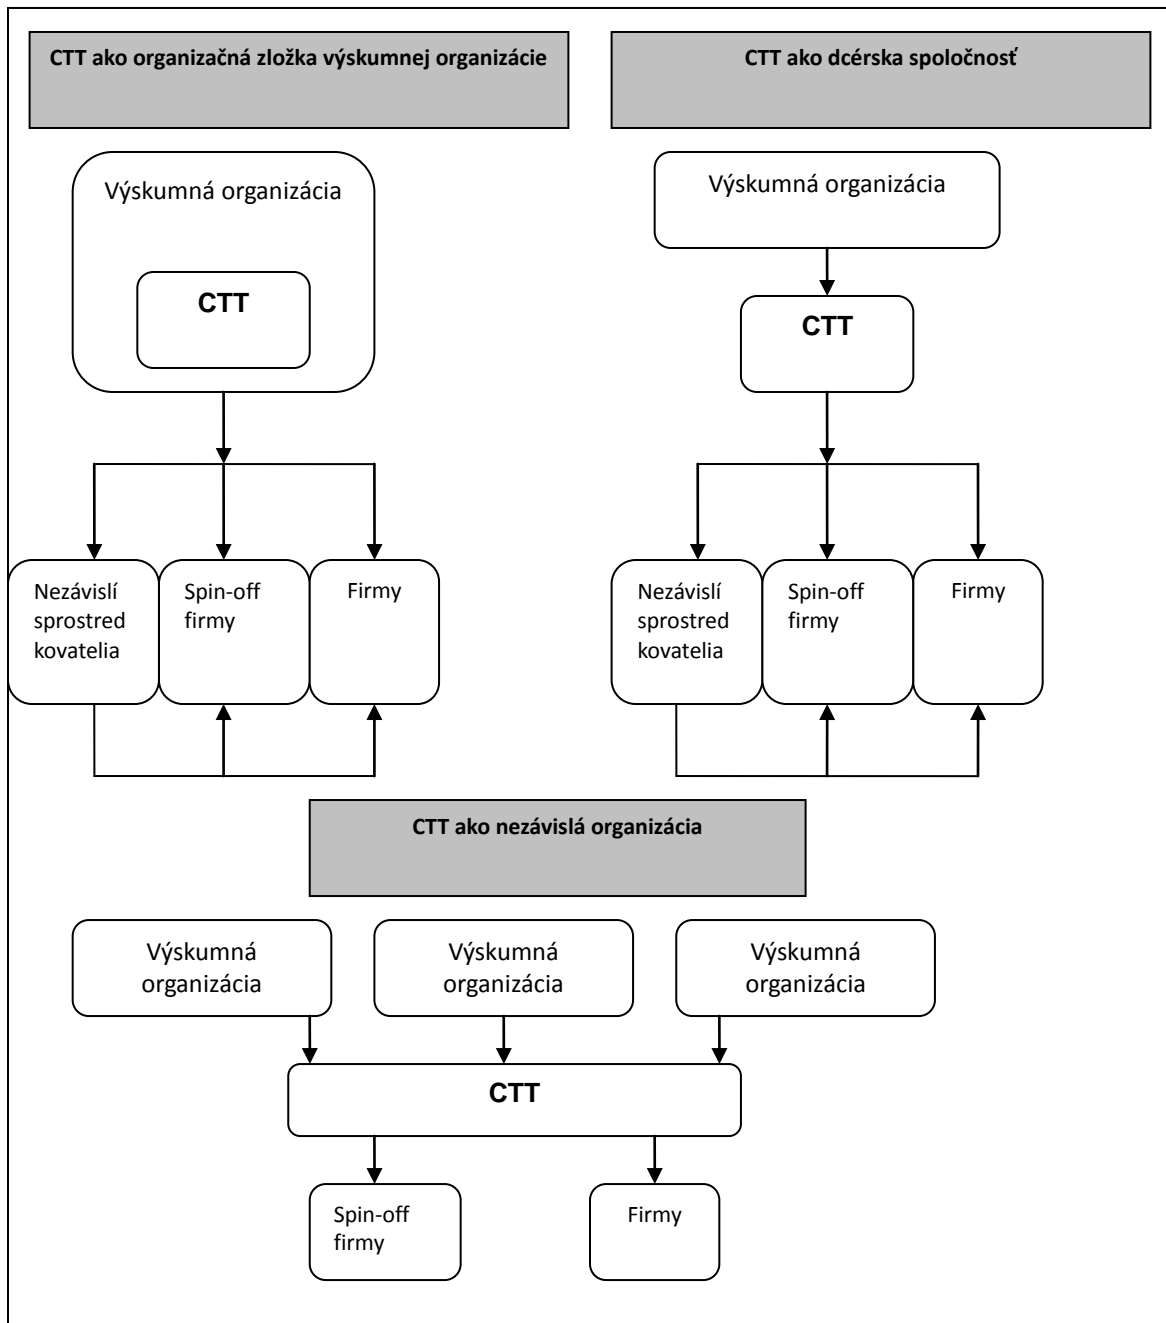 CTT ako organizačná zložka výskumnej organizácie
Výskumná organizácia
CTT
Nezávislí
sprostred
kovatelia
Spin-off
firmy
Firmy
CTT ako dcérska spoločnosť
Výskumná organizácia
CTT
Nezávislí
sprostred
kovatelia
Spin-off
firmy
Firmy
CTT ako nezávislá organizácia
Výskumná
organizácia
Výskumná
organizácia
Výskumná
organizácia
CTT
Spin-off
firmy
Firmy